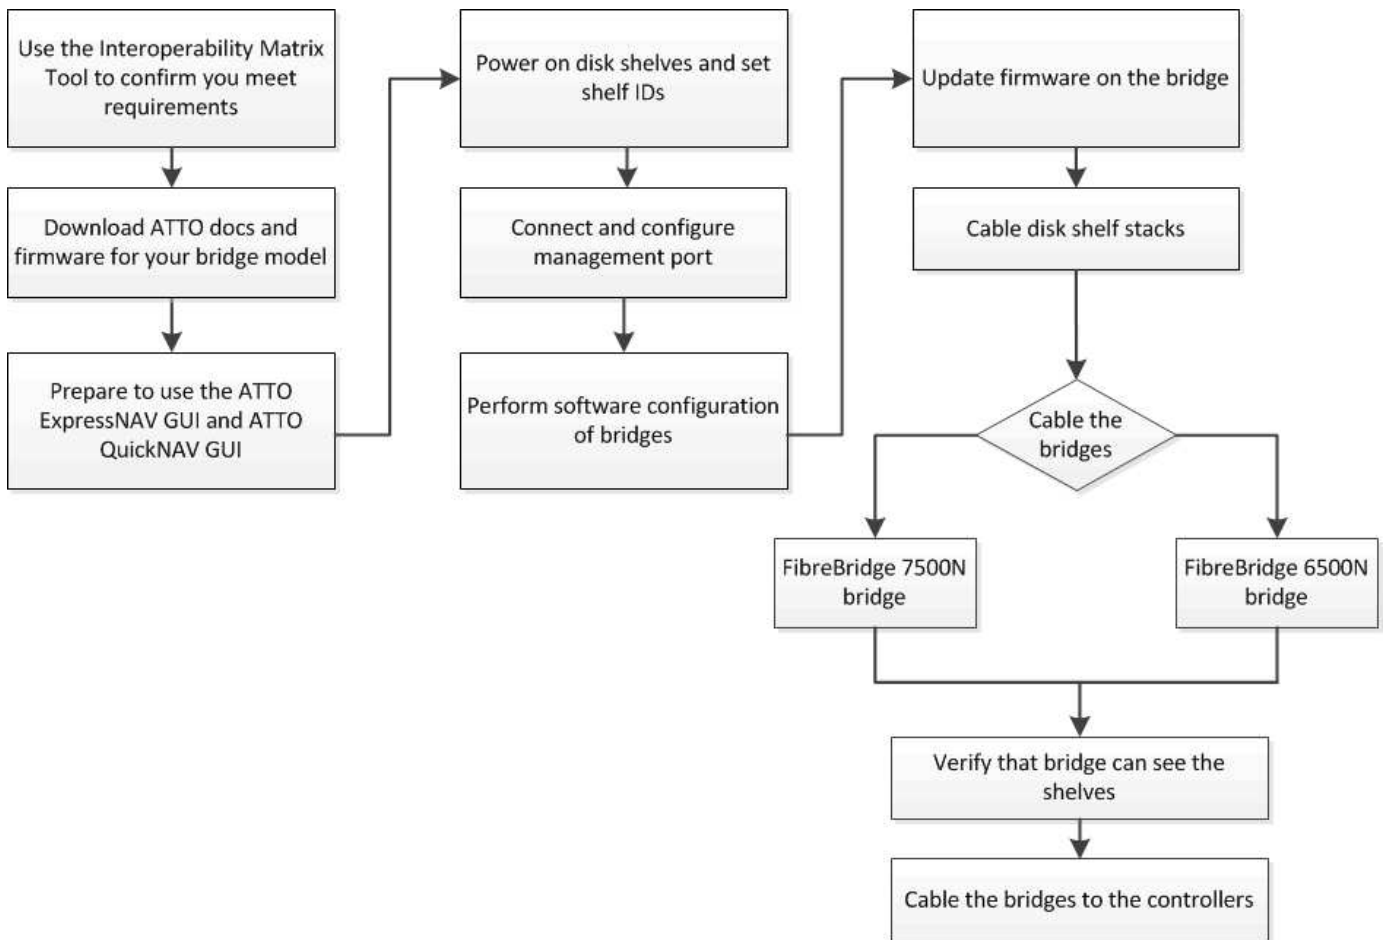 Use the Interoperability Matrix
Tool to confirm you meet
requirements
Download ATTO docs and
firmware for your bridge model
Prepare to use the ATTO
ExpressNAV GUI and ATTO
QuickNAV GUI
Power on disk shelves and set
shelf IDs
Connect and configure
management port
Perform software configuration
of bridges
Update firmware on the bridge
Cable disk shelf stacks
Cable the
bridges
FibreBridge 7500N
bridge
FibreBridge 6500N
bridge
Verify that bridge can see the
shelves
Cable the bridges to the controllers